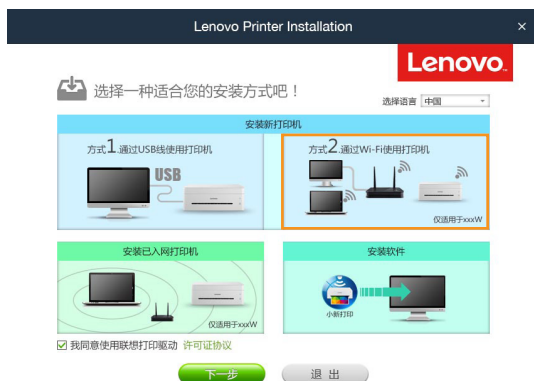 Lenovo Printer Installation ×
Lenovo.
选择一种适合您的安装方式吧！
选择语言 中国
安装新打印机
方式1.通过USB线使用打印机
USB
方式2.通过Wi-Fi使用打印机
仅适用于xxxW
安装已入网打印机
仅适用于xxxW
安装软件
小新打印
我同意使用联想打印驱动 许可证协议
下一步
退 出